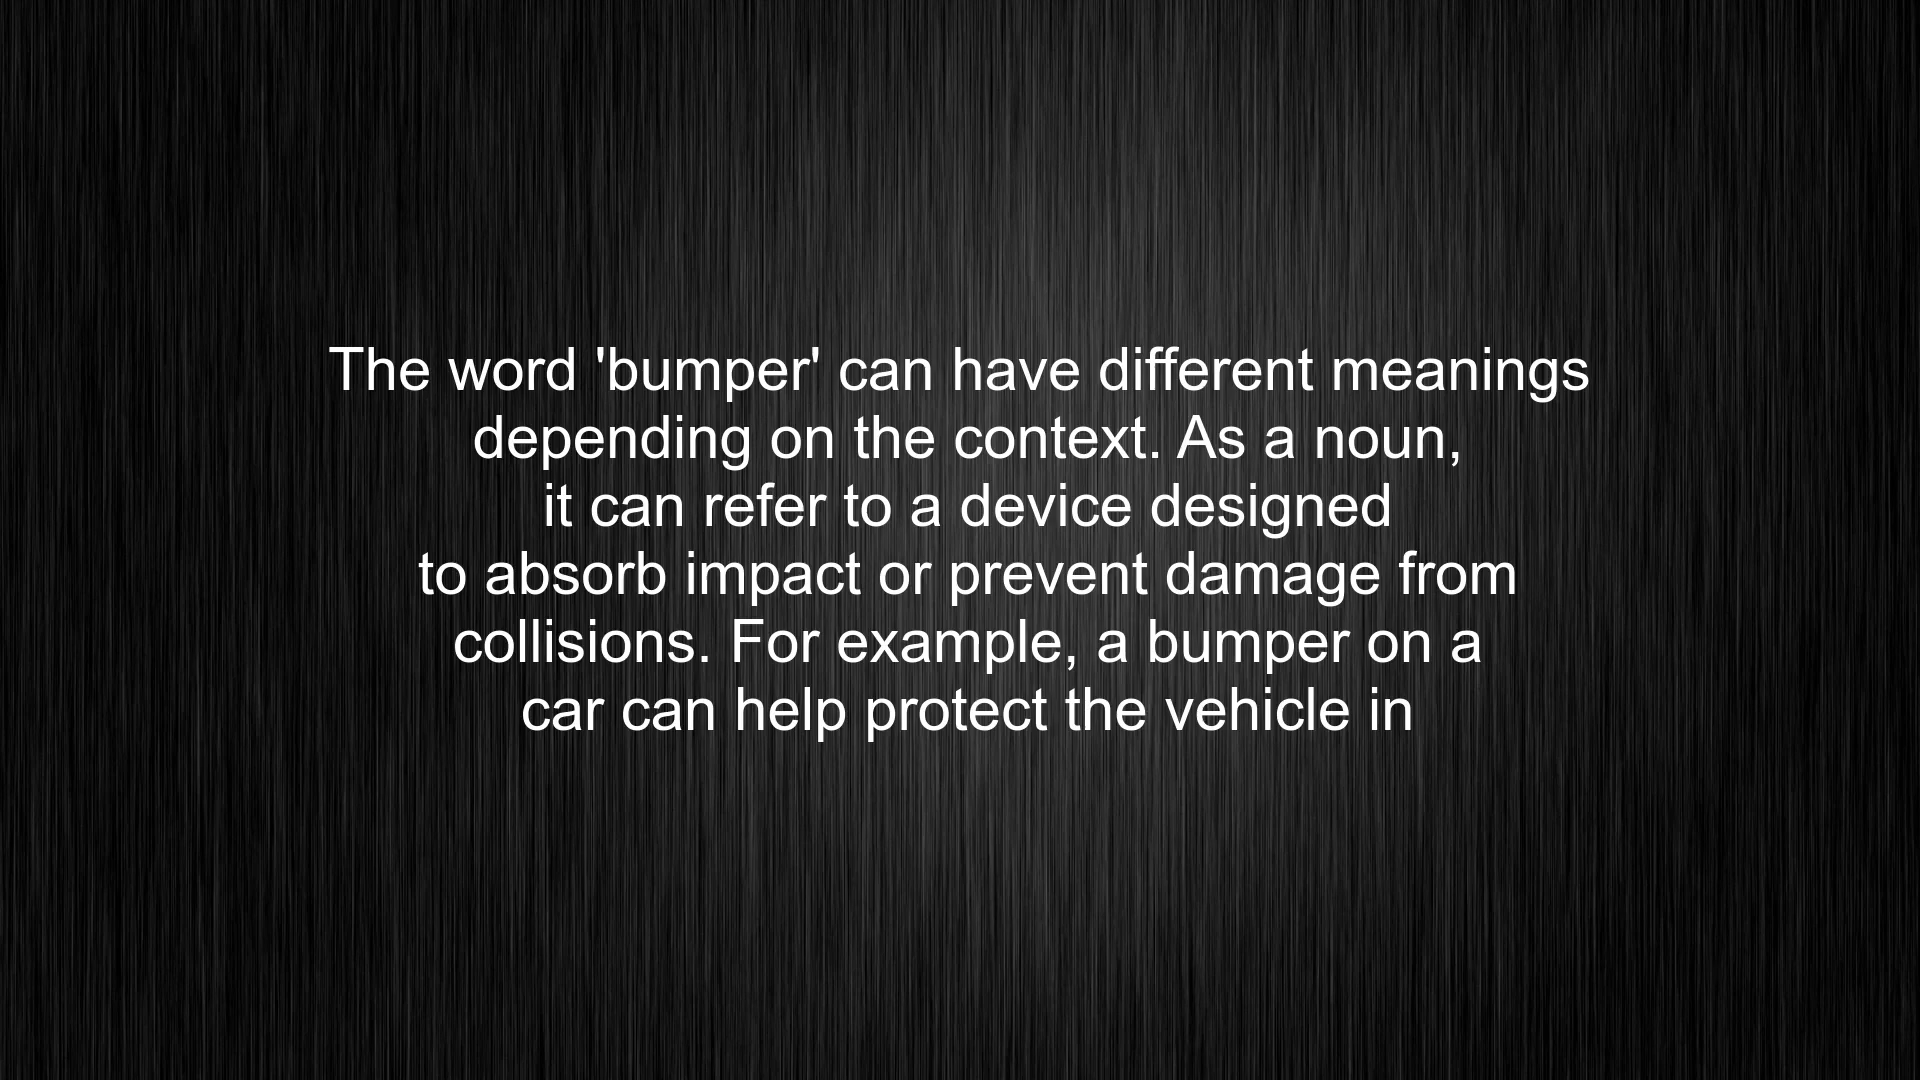 The word 'bumper' can have different meanings
depending on the context. As a noun,
it can refer to a device designed
to absorb impact or prevent damage from
collisions. For example, a bumper on a
car can help protect the vehicle in